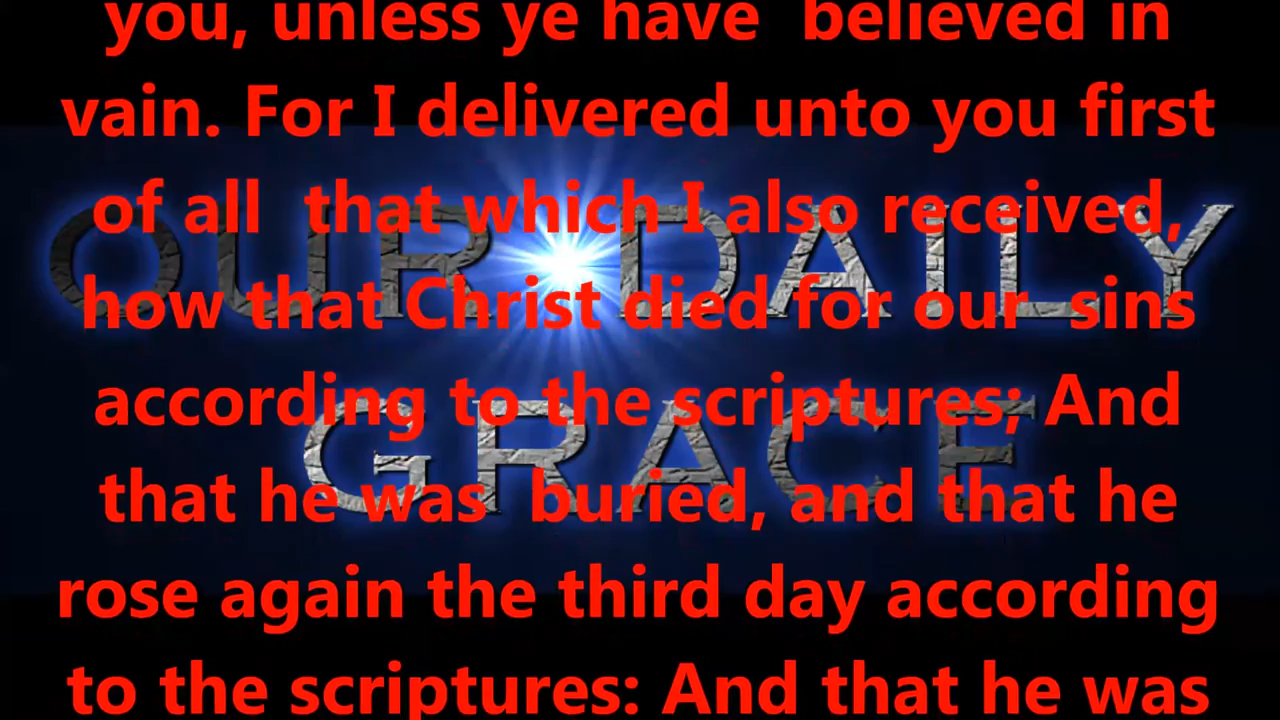 you, unless ye have believed in
vain. For I delivered unto you first
of all that which I also received,
how that Christ died for our sins
according to the scriptures; And
that he was buried, and that he
rose again the third day according
to the scriptures: And that he was
OUR DAILY
GRACE